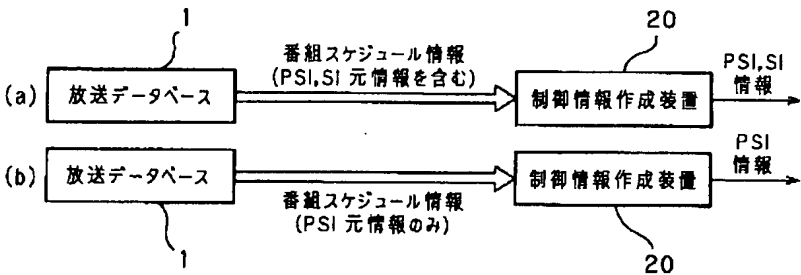 1
20
番組スケジュール情報
(PSI,SI 元情報を含む)
PSI,SI
情報
(a)
放送データベース
制御情報作成装置
PSI
情報
(b)
放送データベース
制御情報作成装置
番組スケジュール情報
(PSI 元情報のみ)
1
20